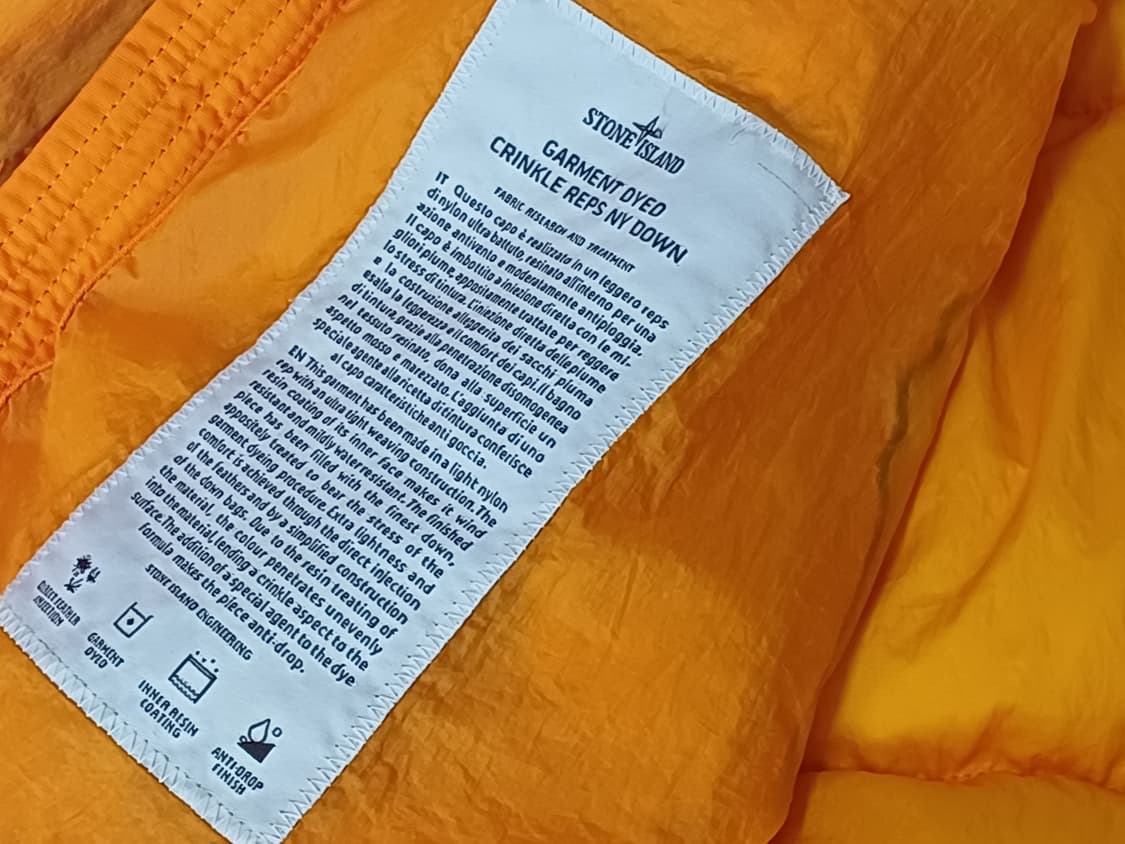 STONE ISLAND
GARMENT DYED
CRINKLE REPS NY DOWN
FABRIC RESEARCH AND TREATMENT
IT Questo capo è realizzato in un leggero reps
di nylon ultra battuto, resinato all'interno per una
azione antivento e moderatamente antipioggia.
Il capo è imbottito a iniezione diretta con le mi-
gliori piume, appositamente trattate per reggere
lo stress di tintura. L'iniezione diretta delle piume
e la costruzione alleggerita dei sacchi piuma
esalta la leggerezza e il comfort dei capi. Il bagno
di tintura, grazie alla penetrazione disomogenea
nel tessuto resinato, dona alla superficie un
aspetto mosso e marezzato. L'aggiunta di uno
speciale agente alla ricetta di tintura conferisce
al capo caratteristiche anti goccia.
EN This garment has been made in a light nylon
rep with an ultra tight weaving construction. The
resin coating of its inner face makes it wind
resistant and mildly water resistant. The finished
piece has been filled with the finest down,
appositely treated to bear the stress of the
garment dyeing procedure. Extra lightness and
comfort is achieved through the direct injection
of the feathers and by a simplified construction
of the down bags. Due to the resin treating of
the material, the colour penetrates unevenly
into the material, lending a crinkle aspect to the
surface. The addition of a special agent to the dye
formula makes the piece anti-drop.
STONE ISLAND ENGINEERING
DIRECT FEATHER
INJECTION
GARMENT
DYED
INNER RESIN
COATING
ANTI-DROP
FINISH